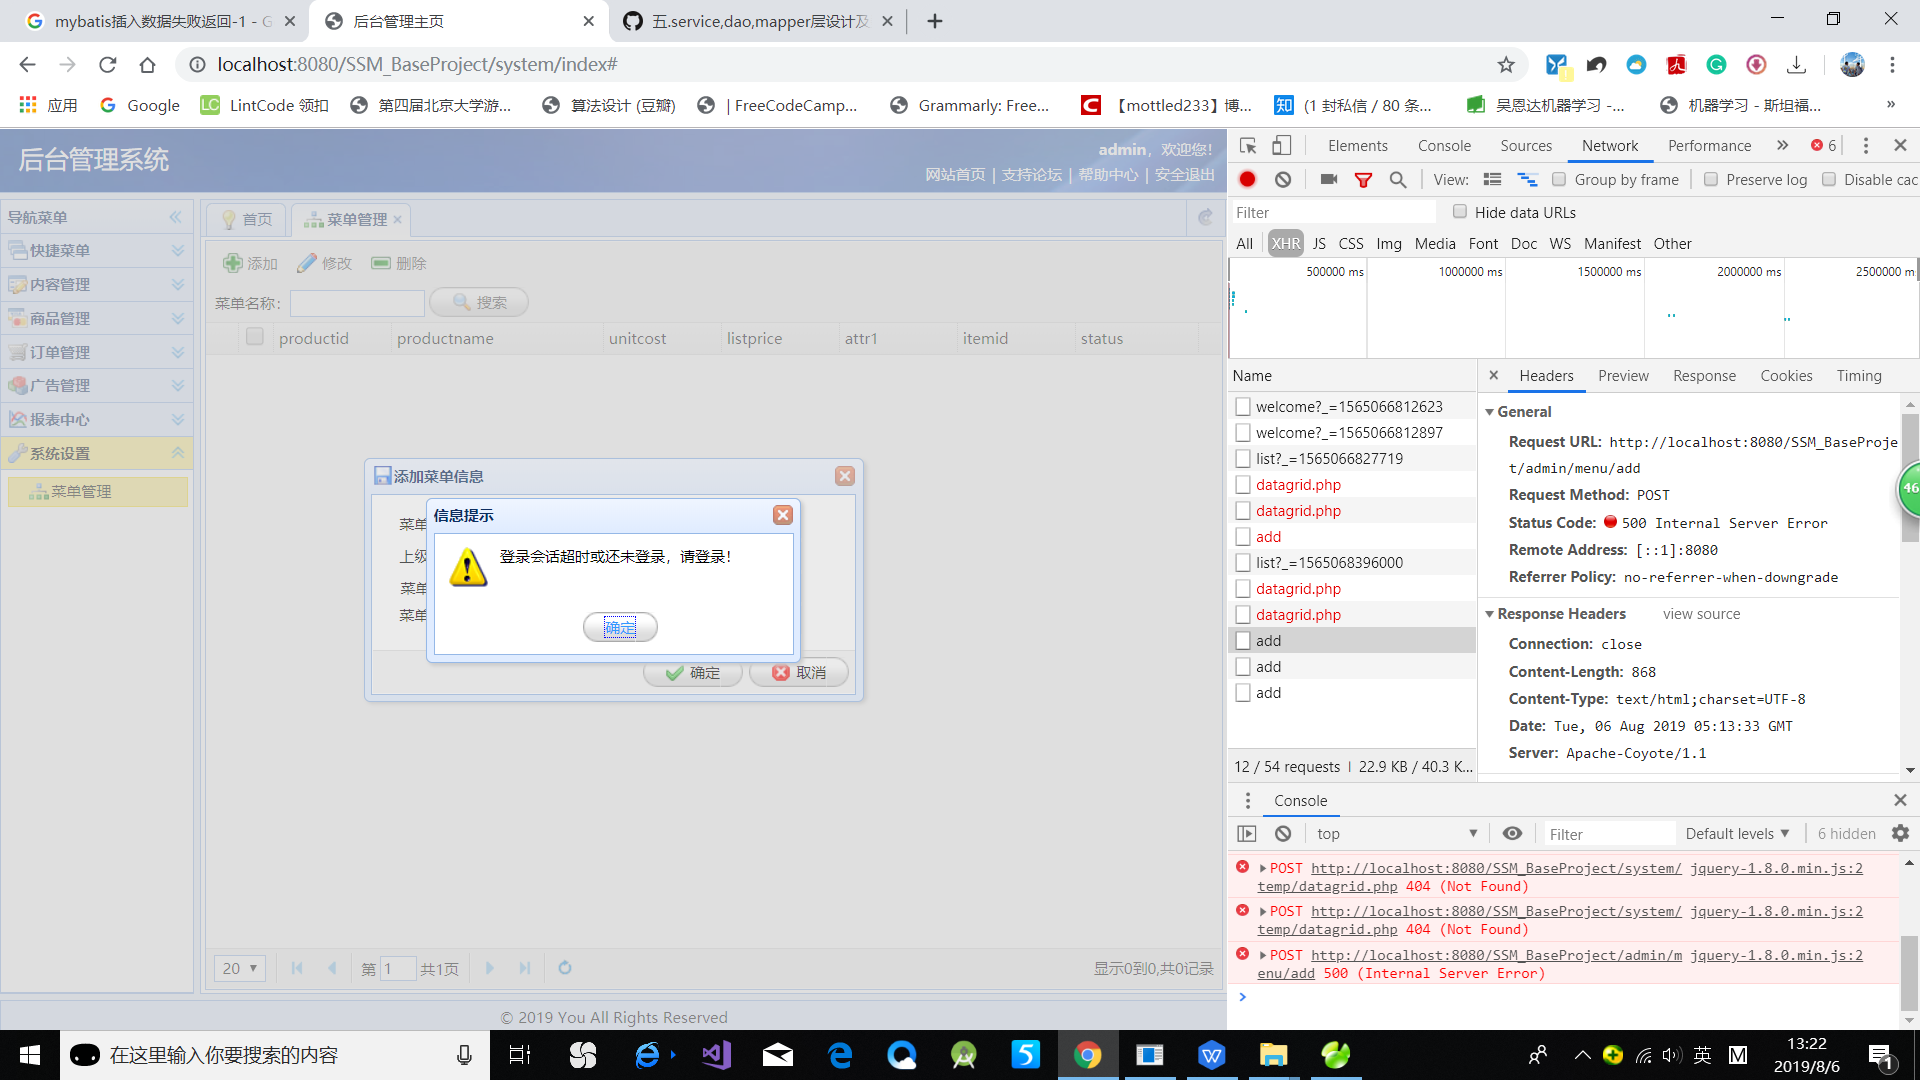 mybatis插入数据失败返回-1 - G
后台管理主页
五.service,dao,mapper层设计及
localhost:8080/SSM_BaseProject/system/index#
应用
Google
LintCode 领扣
第四届北京大学游...
算法设计 (豆瓣)
| FreeCodeCamp...
Grammarly: Free...
【mottled233】博...
(1 封私信 / 80 条...
吴恩达机器学习 -...
机器学习 - 斯坦福...
»
后台管理系统
admin，欢迎您！
网站首页 | 支持论坛 | 帮助中心 | 安全退出
导航菜单
快捷菜单
内容管理
商品管理
订单管理
广告管理
报表中心
系统设置
菜单管理
首页
菜单管理
添加
修改
删除
菜单名称:
搜索
productid productname unitcost listprice attr1 itemid status
添加菜单信息
菜单
上级
菜单
菜单
信息提示
登录会话超时或还未登录，请登录！
确定
确定
取消
20
第 1 共1页
显示0到0,共0记录
© 2019 You All Rights Reserved
Elements Console Sources Network Performance » 6
View: Group by frame Preserve log Disable cac
Filter Hide data URLs
All XHR JS CSS Img Media Font Doc WS Manifest Other
500000 ms 1000000 ms 1500000 ms 2000000 ms 2500000 m
Name
welcome?_=1565066812623
welcome?_=1565066812897
list?_=1565066827719
datagrid.php
datagrid.php
add
list?_=1565068396000
datagrid.php
datagrid.php
add
add
add
12 / 54 requests | 22.9 KB / 40.3 K...
Headers Preview Response Cookies Timing
General
Request URL: http://localhost:8080/SSM_BaseProje
t/admin/menu/add
Request Method: POST
Status Code: 500 Internal Server Error
Remote Address: [::1]:8080
Referrer Policy: no-referrer-when-downgrade
Response Headers view source
Connection: close
Content-Length: 868
Content-Type: text/html;charset=UTF-8
Date: Tue, 06 Aug 2019 05:13:33 GMT
Server: Apache-Coyote/1.1
46
Console
top
Filter
Default levels
6 hidden
POST http://localhost:8080/SSM_BaseProject/system/ jquery-1.8.0.min.js:2
temp/datagrid.php 404 (Not Found)
POST http://localhost:8080/SSM_BaseProject/system/ jquery-1.8.0.min.js:2
temp/datagrid.php 404 (Not Found)
POST http://localhost:8080/SSM_BaseProject/admin/m jquery-1.8.0.min.js:2
enu/add 500 (Internal Server Error)
在这里输入你要搜索的内容
英
M
13:22
2019/8/6
1